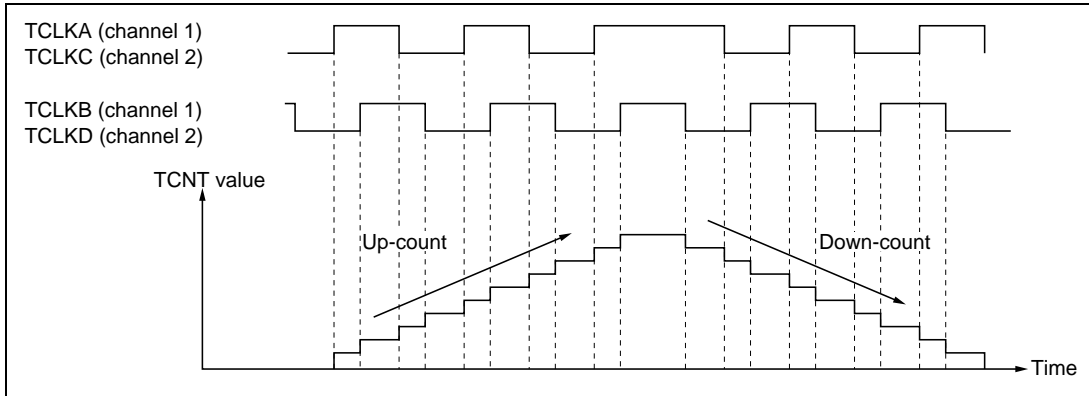 TCLKA (channel 1)
TCLKC (channel 2)
TCLKB (channel 1)
TCLKD (channel 2)
TCNT value
Up-count
Down-count
Time